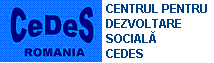 CeDeS
ROMANIA
CENTRUL PENTRU
DEZVOLTARE
SOCIALĂ
CEDES